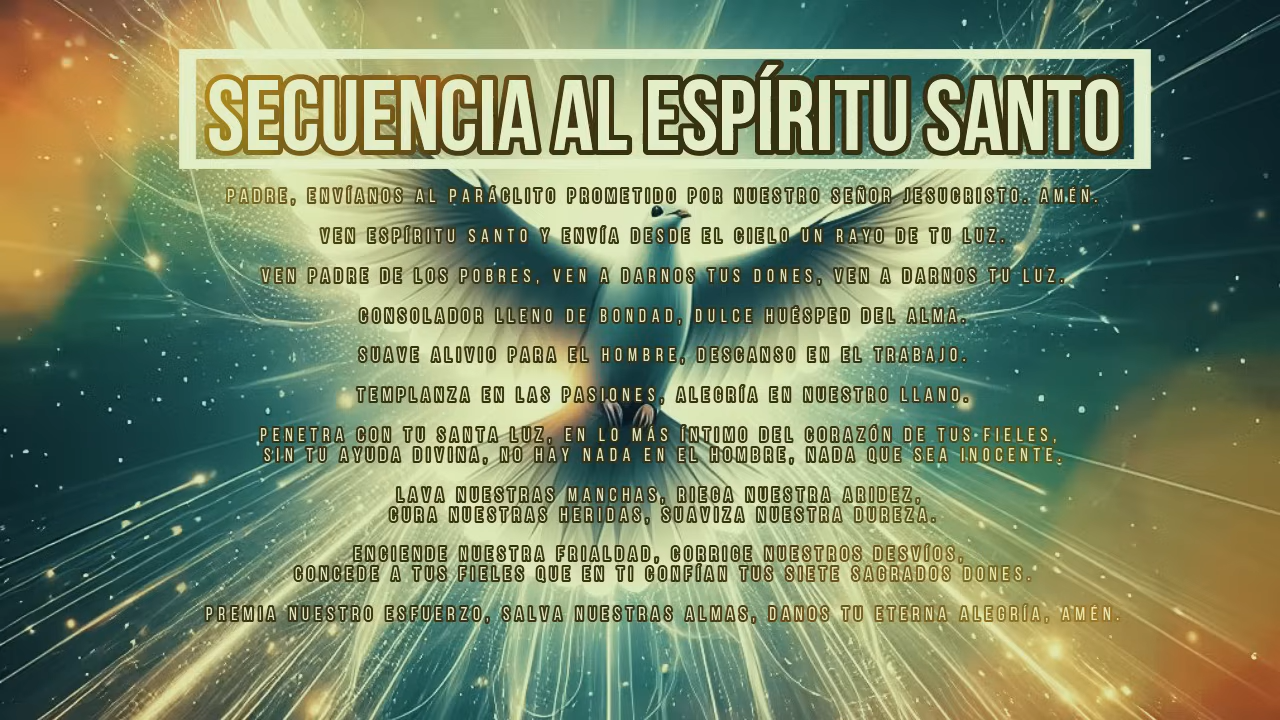 SECUENCIA AL ESPÍRITU SANTO
PADRE, ENVÍANOS AL PARÁCLITO PROMETIDO POR NUESTRO SEÑOR JESUCRISTO. AMÉN.
VEN ESPÍRITU SANTO Y ENVÍA DESDE EL CIELO UN RAYO DE TU LUZ.
VEN PADRE DE LOS POBRES, VEN A DARNOS TUS DONES, VEN A DARNOS TU LUZ.
CONSOLADOR LLENO DE BONDAD, DULCE HUÉSPED DEL ALMA.
SUAVE ALIVIO PARA EL HOMBRE, DESCANSO EN EL TRABAJO.
TEMPLANZA EN LAS PASIONES, ALEGRÍA EN NUESTRO LLANO.
PENETRA CON TU SANTA LUZ, EN LO MÁS ÍNTIMO DEL CORAZÓN DE TUS FIELES,
SIN TU AYUDA DIVINA, NO HAY NADA EN EL HOMBRE, NADA QUE SEA INOCENTE.
LAVA NUESTRAS MANCHAS, RIEGA NUESTRA ARIDEZ,
CURA NUESTRAS HERIDAS, SUAVIZA NUESTRA DUREZA.
ENCIENDE NUESTRA FRIALDAD, CORRIGE NUESTROS DESVÍOS,
CONCEDE A TUS FIELES QUE EN TI CONFÍAN TUS SIETE SAGRADOS DONES.
PREMIA NUESTRO ESFUERZO, SALVA NUESTRAS ALMAS, DANOS TU ETERNA ALEGRÍA, AMÉN.